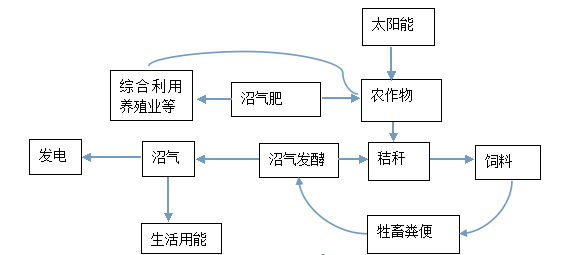 太阳能
综合利用
养殖业等
沼气肥
农作物
发电
沼气
沼气发酵
秸秆
饲料
生活用能
牲畜粪便